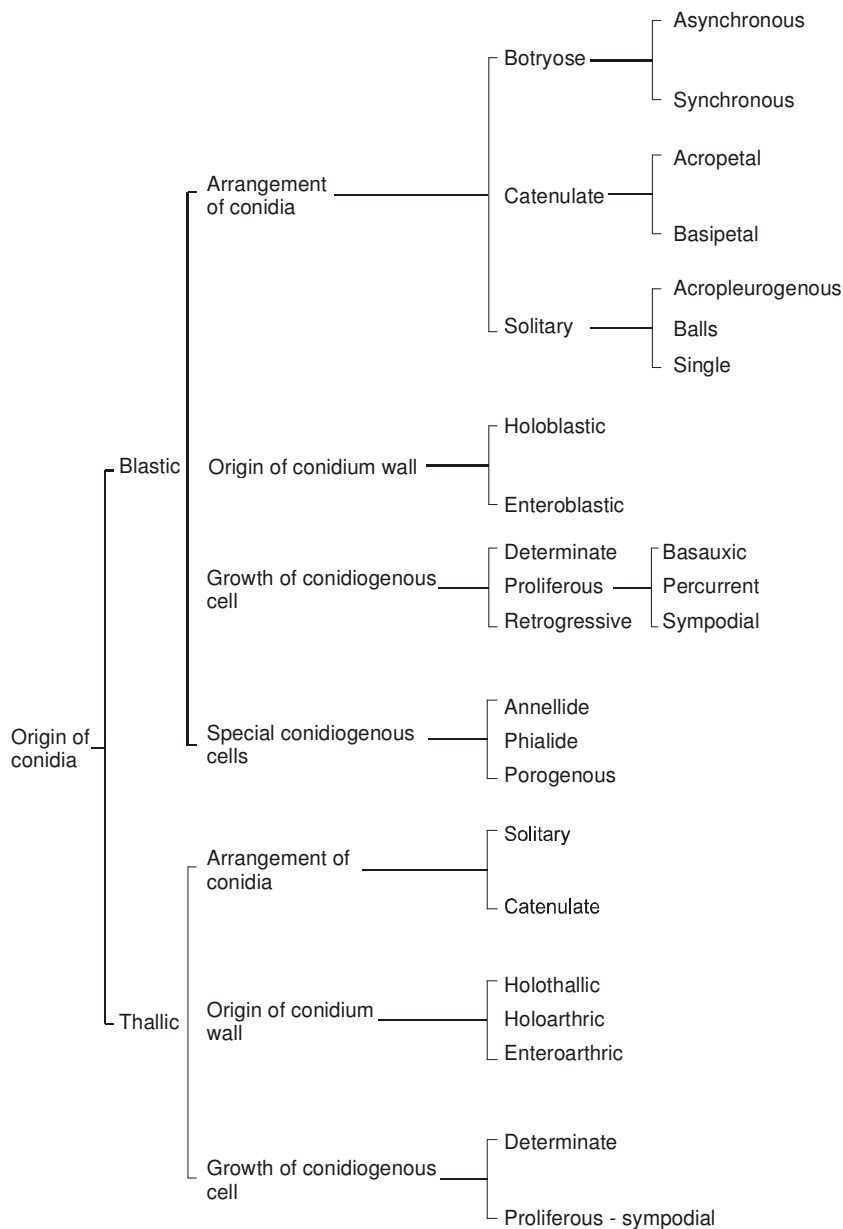 Asynchronous
Botryose
Synchronous
Acropetal
Arrangement
of conidia
Catenulate
Basipetal
Acropleurogenous
Solitary
Balls
Single
Holoblastic
Blastic
Origin of conidium wall
Enteroblastic
Determinate
Basauxic
Growth of conidiogenous
cell
Proliferous
Percurrent
Retrogressive
Sympodial
Annellide
Origin of
conidia
Special conidiogenous
cells
Phialide
Porogenous
Solitary
Arrangement of
conidia
Catenulate
Holothallic
Thallic
Origin of conidium
wall
Holoarthric
Enteroarthric
Determinate
Growth of conidiogenous
cell
Proliferous - sympodial